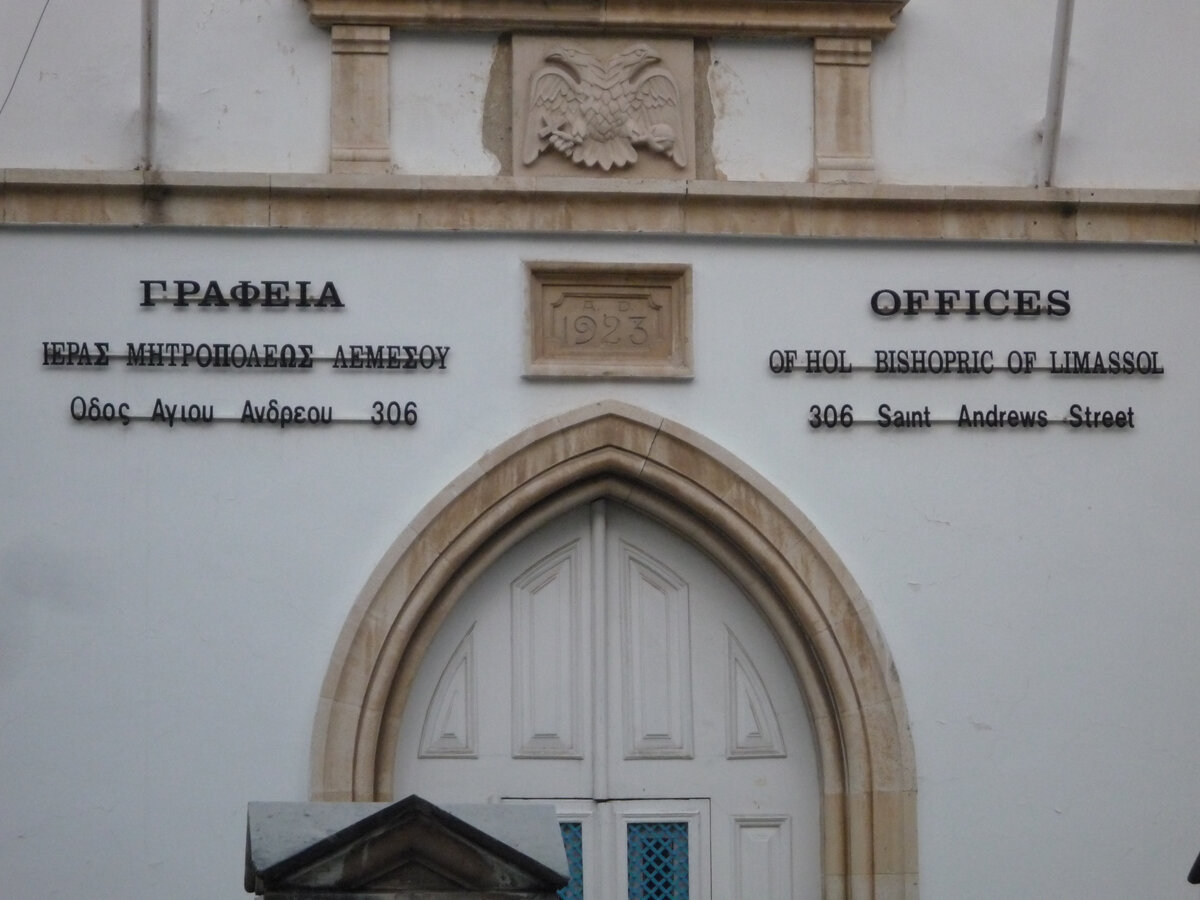 ΓΡΑΦΕΙΑ
ΙΕΡΑΣ ΜΗΤΡΟΠΟΛΕΩΣ ΛΕΜΕΣΟΥ
Οδος Αγιου Ανδρεου 306
A. D.
1923
OFFICES
OF HOL BISHOPRIC OF LIMASSOL
306 Saint Andrews Street